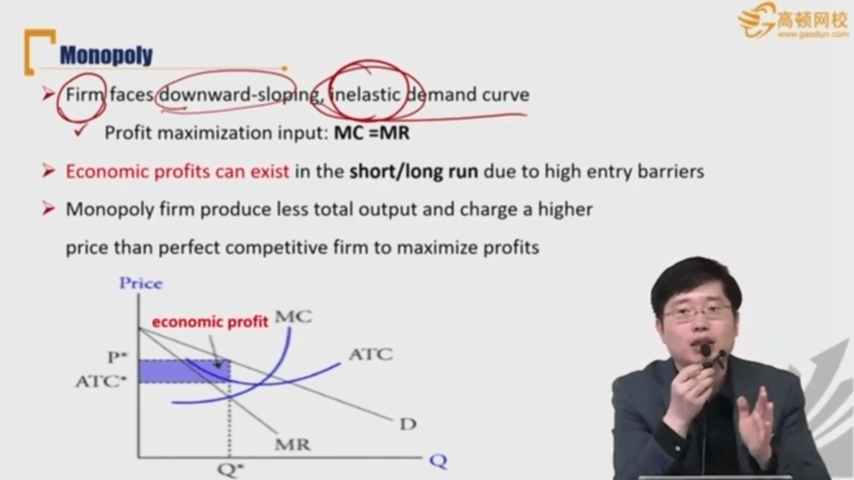 高顿网校
www.gaodun.com
Monopoly
Firm faces downward-sloping, inelastic demand curve
Profit maximization input: MC =MR
Economic profits can exist in the short/long run due to high entry barriers
Monopoly firm produce less total output and charge a higher
price than perfect competitive firm to maximize profits
Price
economic profit
MC
P*
ATC
ATC*
D
MR
Q
Q*